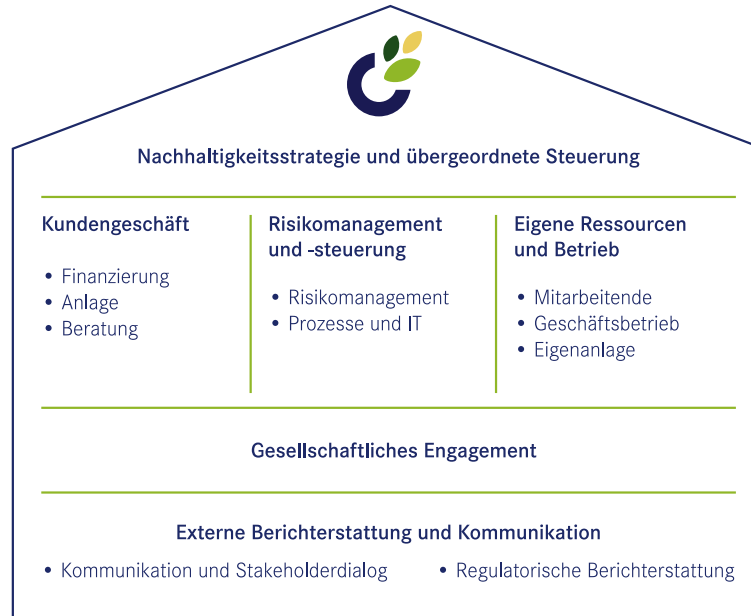 Nachhaltigkeitsstrategie und übergeordnete Steuerung
Kundengeschäft
• Finanzierung
• Anlage
• Beratung
Risikomanagement
und -steuerung
• Risikomanagement
• Prozesse und IT
Eigene Ressourcen
und Betrieb
• Mitarbeitende
• Geschäftsbetrieb
• Eigenanlage
Gesellschaftliches Engagement
Externe Berichterstattung und Kommunikation
• Kommunikation und Stakeholderdialog
• Regulatorische Berichterstattung